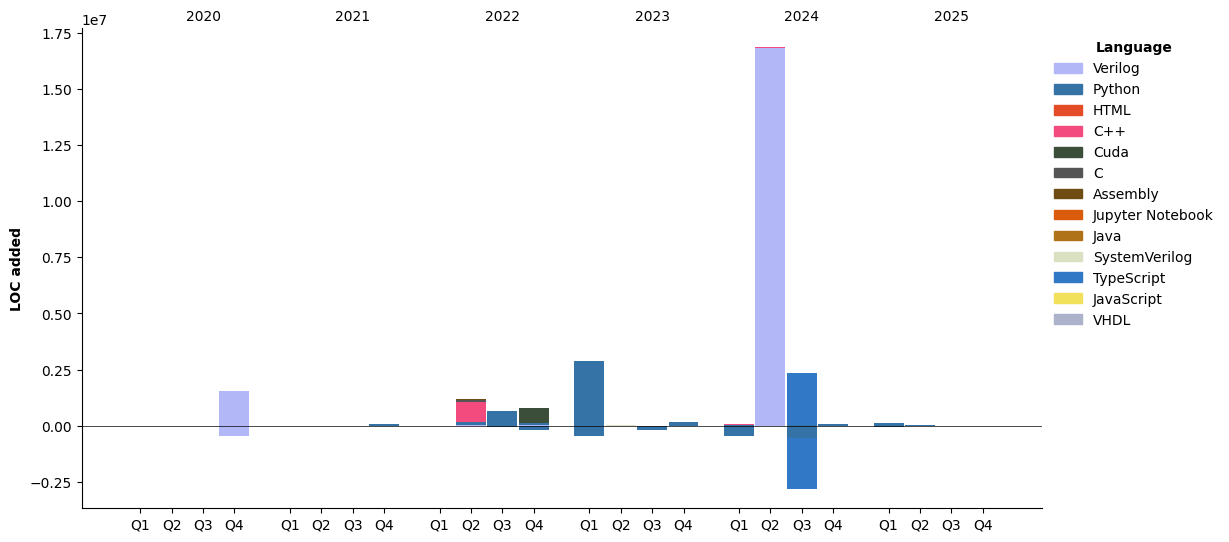 2020 2021 2022 2023 2024 2025
1e7
1.75
1.50
1.25
1.00
0.75
0.50
0.25
0.00
−0.25
LOC added
Q1 Q2 Q3 Q4 Q1 Q2 Q3 Q4 Q1 Q2 Q3 Q4 Q1 Q2 Q3 Q4 Q1 Q2 Q3 Q4 Q1 Q2 Q3 Q4
Language
Verilog
Python
HTML
C++
Cuda
C
Assembly
Jupyter Notebook
Java
SystemVerilog
TypeScript
JavaScript
VHDL